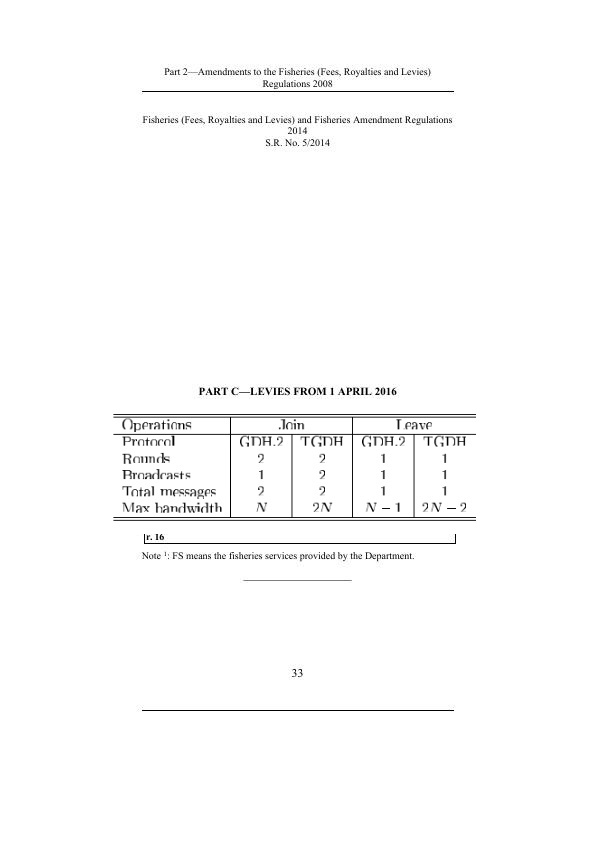 Part 2—Amendments to the Fisheries (Fees, Royalties and Levies)
Regulations 2008
Fisheries (Fees, Royalties and Levies) and Fisheries Amendment Regulations
2014
S.R. No. 5/2014
PART C—LEVIES FROM 1 APRIL 2016
Operations Join Leave
Protocol GDH.2 TGDH GDH.2 TGDH
Rounds 2 2 1 1
Broadcasts 1 2 1 1
Total messages 2 2 1 1
Max bandwidth N 2N N − 1 2N − 2
r. 16
Note ¹: FS means the fisheries services provided by the Department.
33